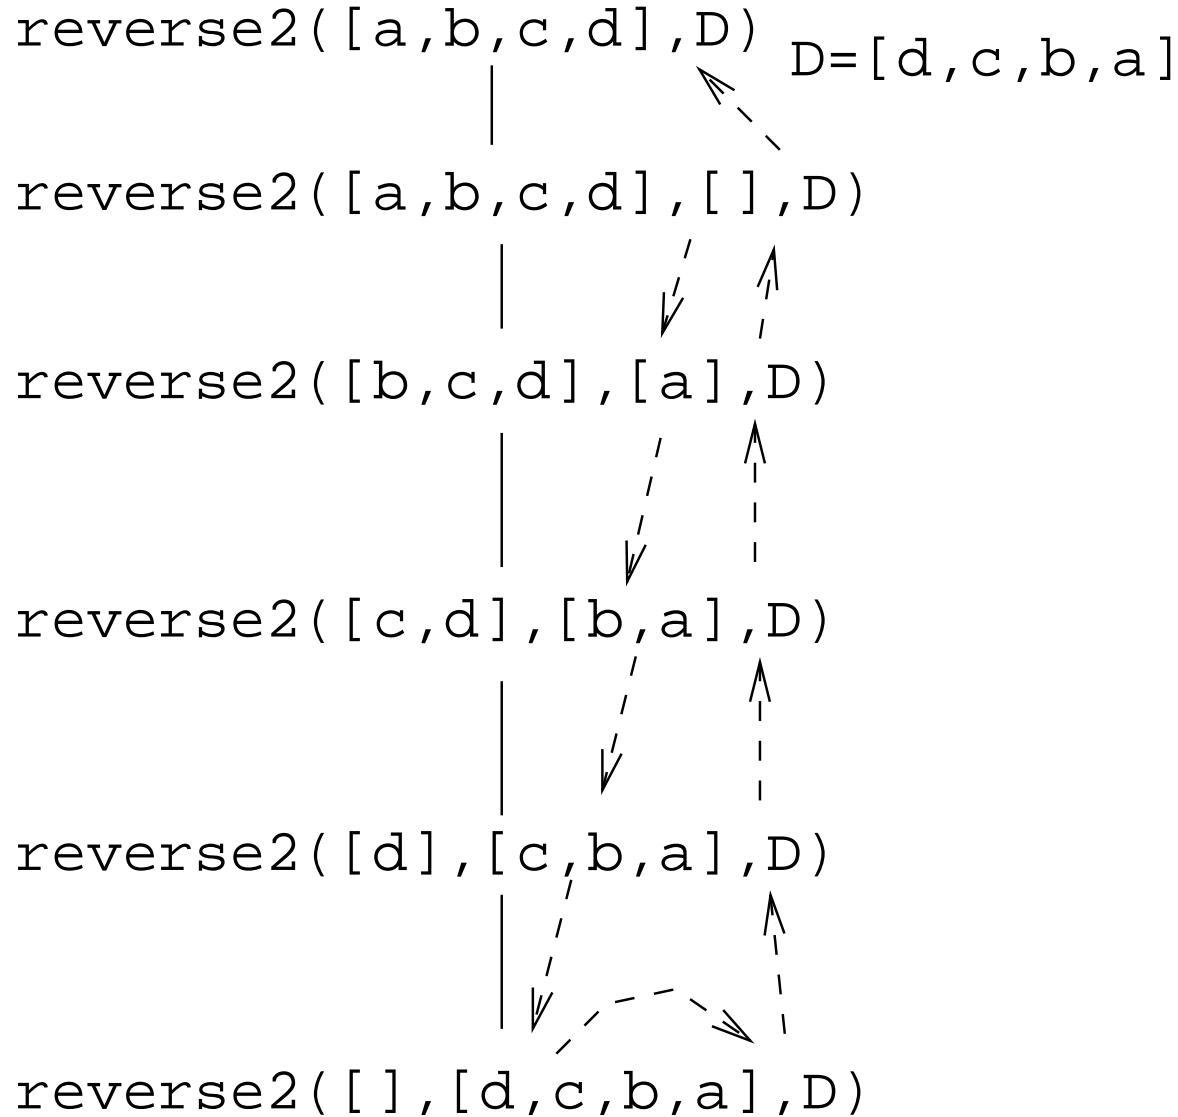 reverse2([a,b,c,d],D)
D=[d,c,b,a]
reverse2([a,b,c,d],[],D)
reverse2([b,c,d],[a],D)
reverse2([c,d],[b,a],D)
reverse2([d],[c,b,a],D)
reverse2([],[d,c,b,a],D)